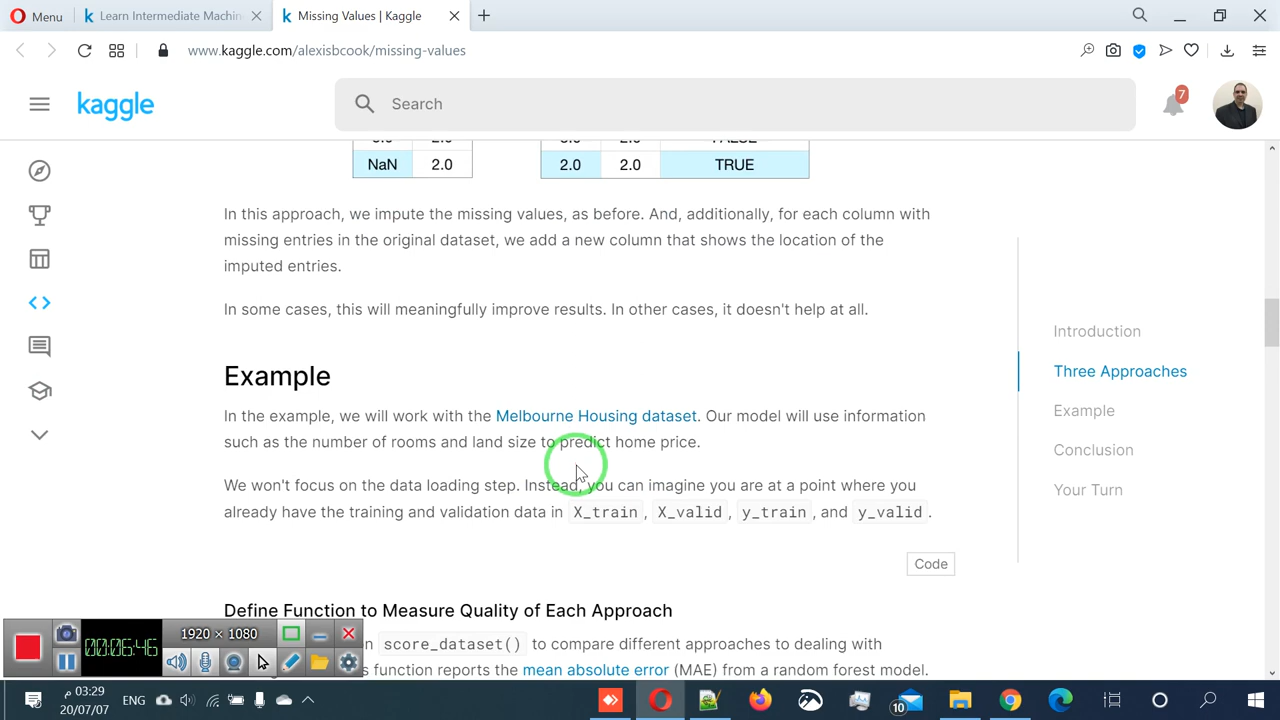 Menu
Learn Intermediate Machin
Missing Values | Kaggle
www.kaggle.com/alexisbcook/missing-values
kaggle
Search
7
NaN 2.0
2.0 2.0 TRUE
In this approach, we impute the missing values, as before. And, additionally, for each column with
missing entries in the original dataset, we add a new column that shows the location of the
imputed entries.
In some cases, this will meaningfully improve results. In other cases, it doesn't help at all.
Introduction
Three Approaches
Example
Conclusion
Your Turn
Example
In the example, we will work with the Melbourne Housing dataset. Our model will use information
such as the number of rooms and land size to predict home price.
We won't focus on the data loading step. Instead, you can imagine you are at a point where you
already have the training and validation data in X_train, X_valid, y_train, and y_valid.
Code
Define Function to Measure Quality of Each Approach
score_dataset() to compare different approaches to dealing with
function reports the mean absolute error (MAE) from a random forest model.
00:06:46
1920 × 1080
03:29 م
20/07/07
ENG
10